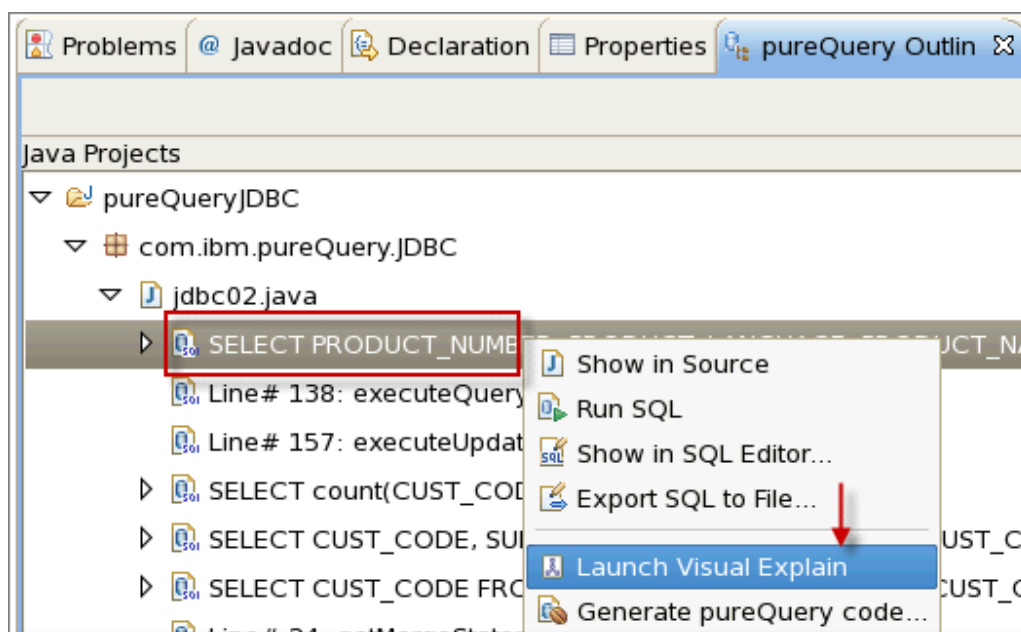 Problems @ Javadoc Declaration Properties pureQuery Outlin
Java Projects
pureQueryJDBC
com.ibm.pureQuery.JDBC
jdbc02.java
SELECT PRODUCT_NUMB
Show in Source
Line# 138: executeQuery
Run SQL
Line# 157: executeUpdat
Show in SQL Editor...
SELECT count(CUST_COD
Export SQL to File...
SELECT CUST_CODE, SUI UST_C
Launch Visual Explain
SELECT CUST_CODE FRO CUST_C
Generate pureQuery code...